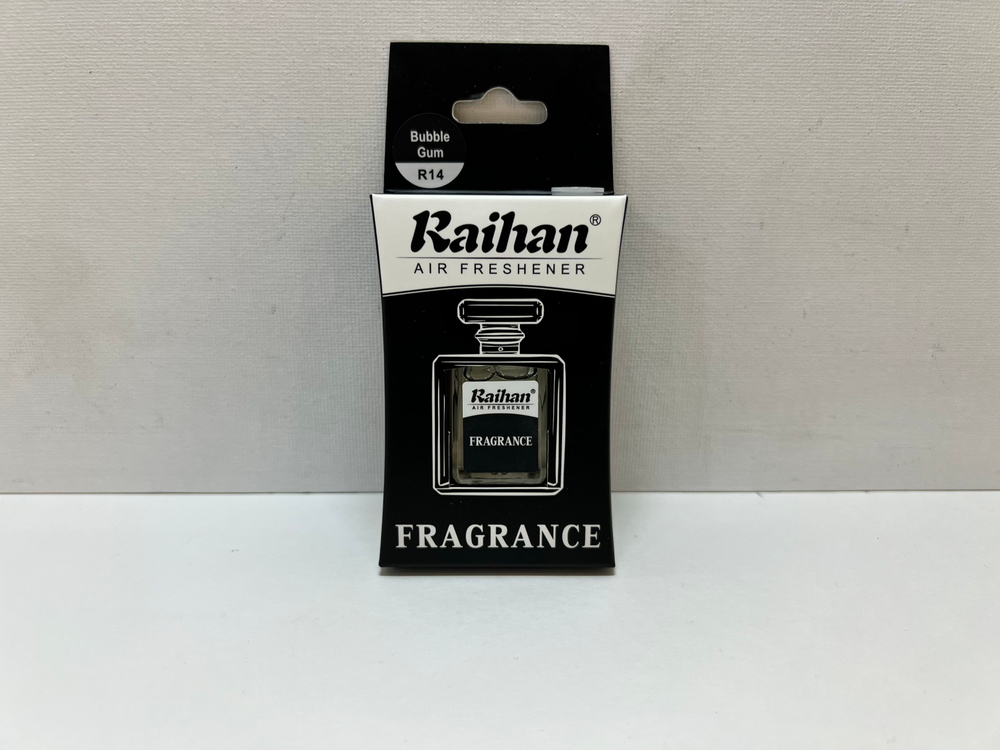 Bubble
Gum
R14
Raihan®
AIR FRESHENER
Raihan®
AIR FRESHENER
FRAGRANCE
FRAGRANCE